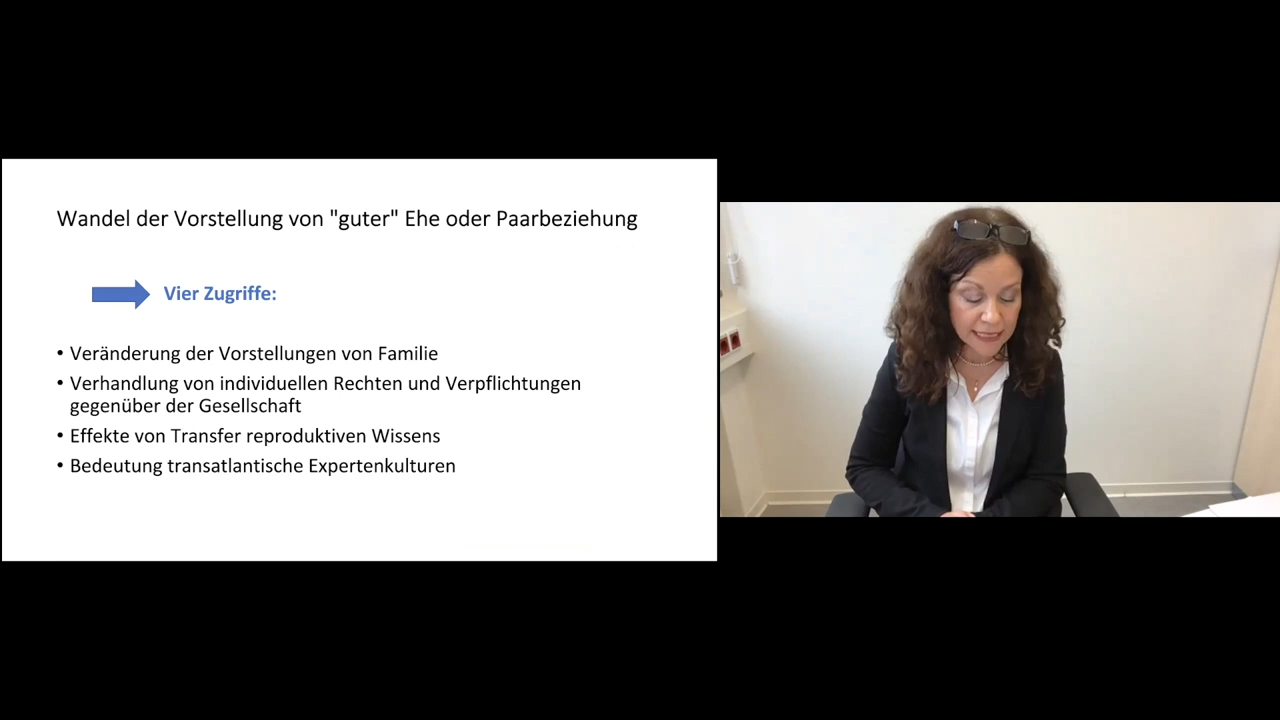 Wandel der Vorstellung von "guter" Ehe oder Paarbeziehung
Vier Zugriffe:
• Veränderung der Vorstellungen von Familie
• Verhandlung von individuellen Rechten und Verpflichtungen
gegenüber der Gesellschaft
• Effekte von Transfer reproduktiven Wissens
• Bedeutung transatlantische Expertenkulturen